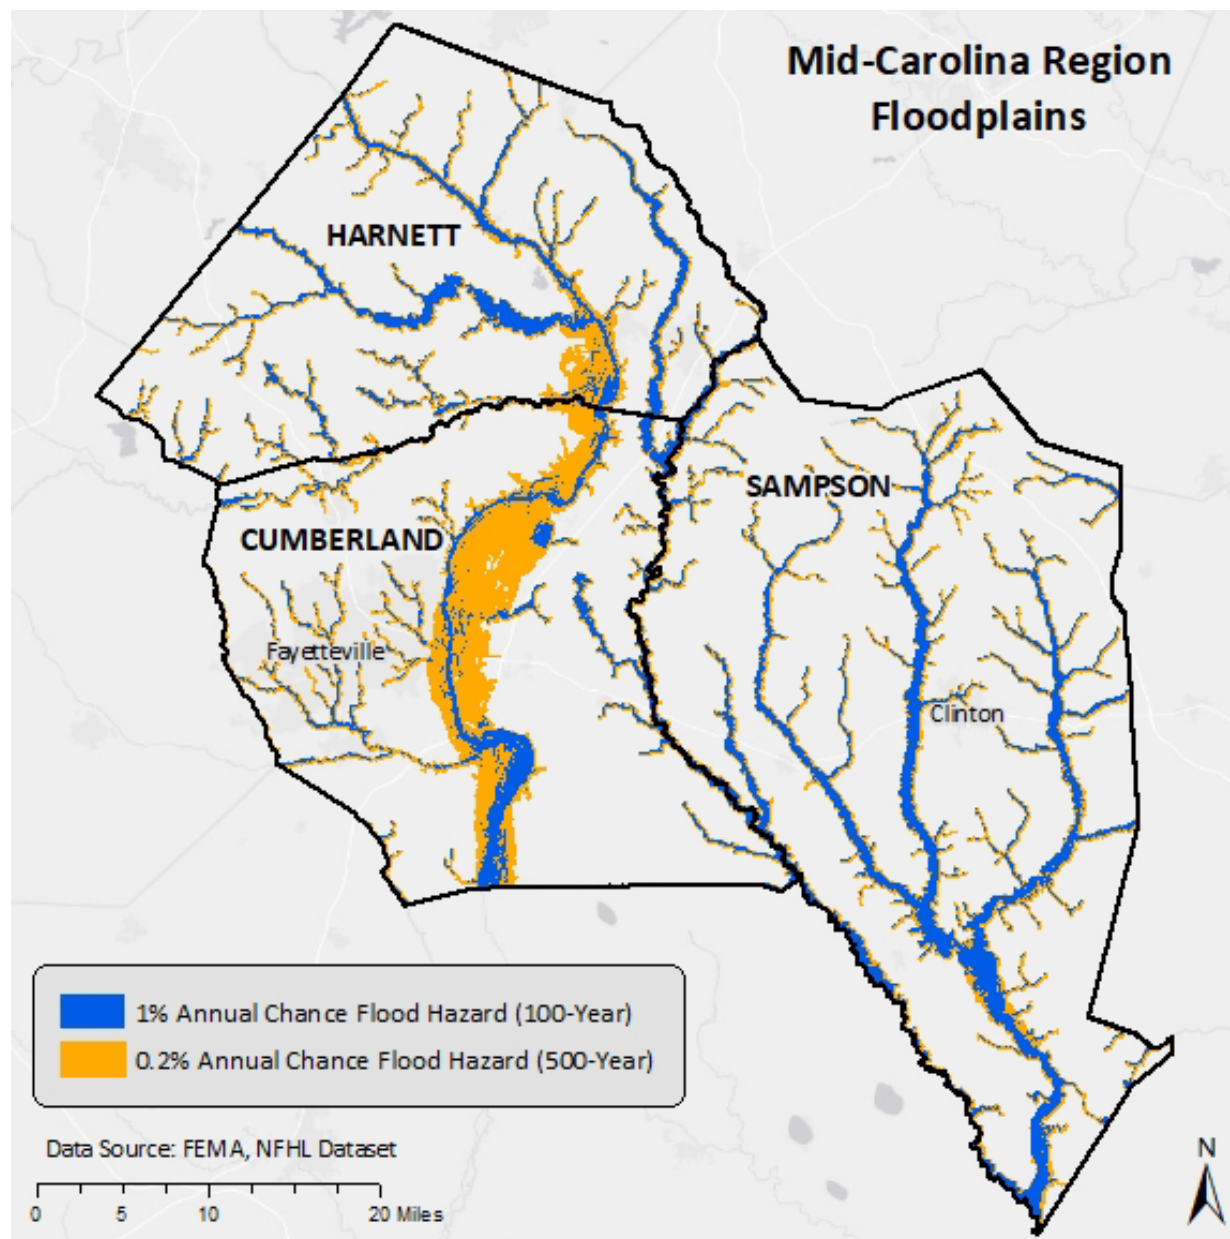 Mid-Carolina Region
Floodplains
HARNETT
SAMPSON
CUMBERLAND
Fayetteville
Clinton
1% Annual Chance Flood Hazard (100-Year)
0.2% Annual Chance Flood Hazard (500-Year)
Data Source: FEMA, NFHL Dataset
0 5 10 20 Miles
N